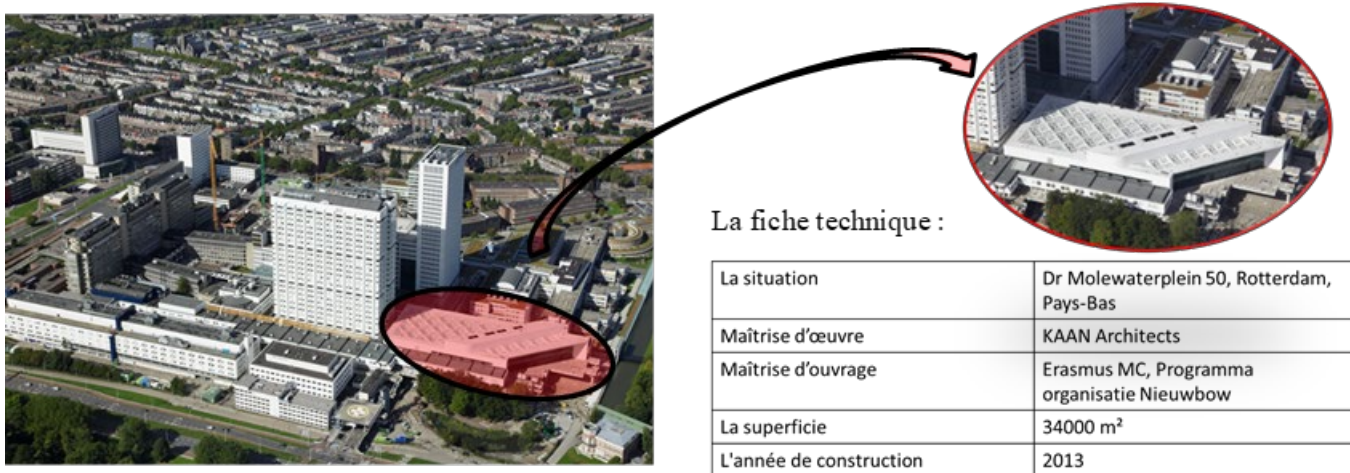 La fiche technique :
La situation
Dr Molewaterplein 50, Rotterdam,
Pays-Bas
Maîtrise d’œuvre
KAAN Architects
Maîtrise d’ouvrage
Erasmus MC, Programma
organisatie Nieuwbow
La superficie
34000 m²
L'année de construction
2013